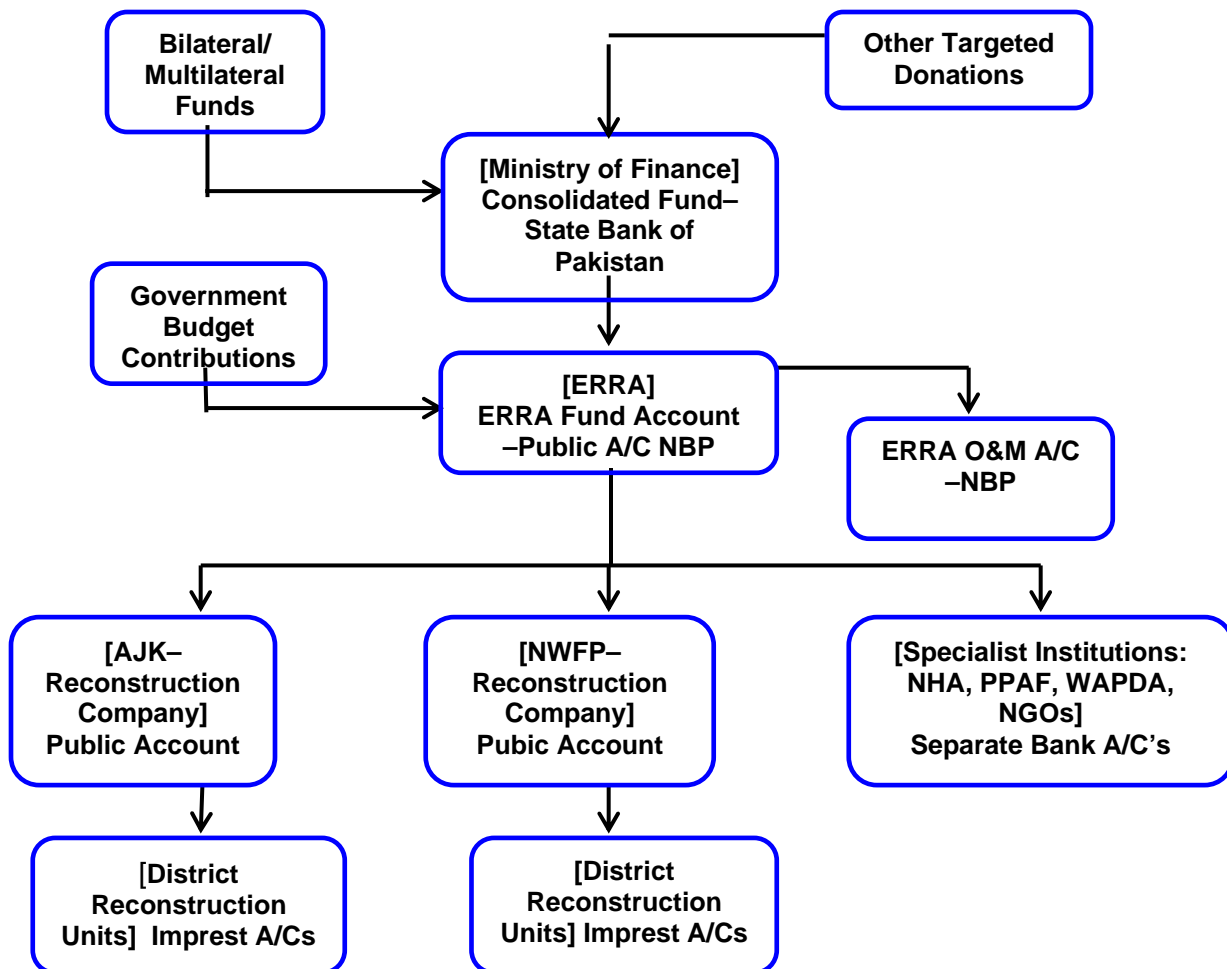 Bilateral/
Multilateral
Funds
Other Targeted
Donations
[Ministry of Finance]
Consolidated Fund–
State Bank of
Pakistan
Government
Budget
Contributions
[ERRA]
ERRA Fund Account
–Public A/C NBP
ERRA O&M A/C
–NBP
[AJK–
Reconstruction
Company]
Public Account
[NWFP–
Reconstruction
Company]
Pubic Account
[Specialist Institutions:
NHA, PPAF, WAPDA,
NGOs]
Separate Bank A/C’s
[District
Reconstruction
Units]  Imprest A/Cs
[District
Reconstruction
Units] Imprest A/Cs